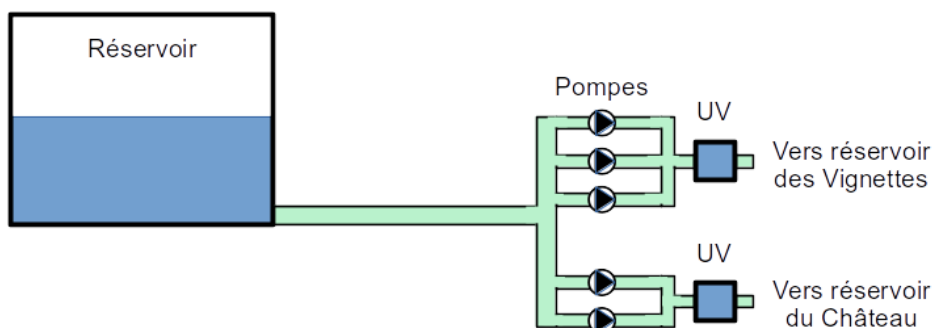 Réservoir
Pompes
UV
Vers réservoir
des Vignettes
UV
Vers réservoir
du Château